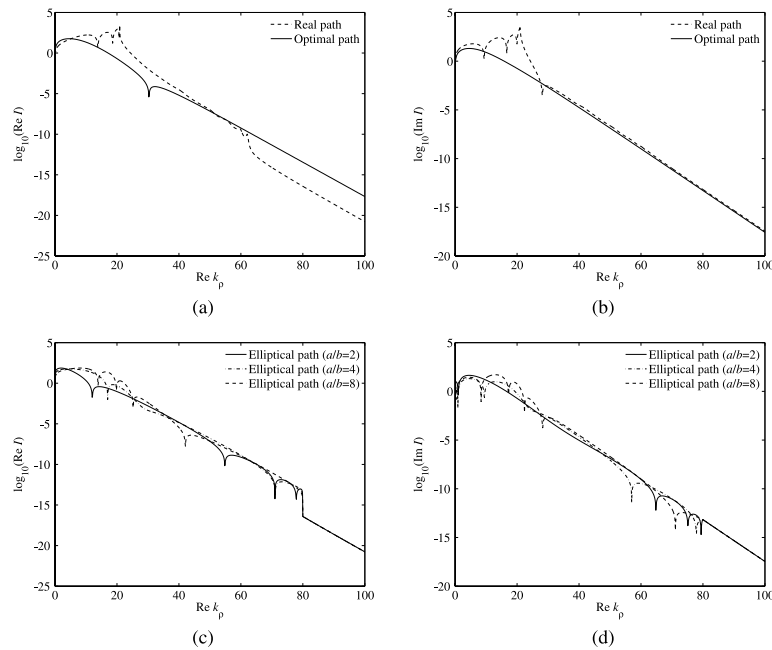 5
0
-5
-10
-15
-20
-25
0 20 40 60 80 100
log10(Re I)
Re kρ
Real path
Optimal path
(a)
5
0
-5
-10
-15
-20
0 20 40 60 80 100
log10(Im I)
Re kρ
Real path
Optimal path
(b)
5
0
-5
-10
-15
-20
-25
0 20 40 60 80 100
log10(Re I)
Re kρ
Elliptical path (a/b=2)
Elliptical path (a/b=4)
Elliptical path (a/b=8)
(c)
5
0
-5
-10
-15
-20
0 20 40 60 80 100
log10(Im I)
Re kρ
Elliptical path (a/b=2)
Elliptical path (a/b=4)
Elliptical path (a/b=8)
(d)